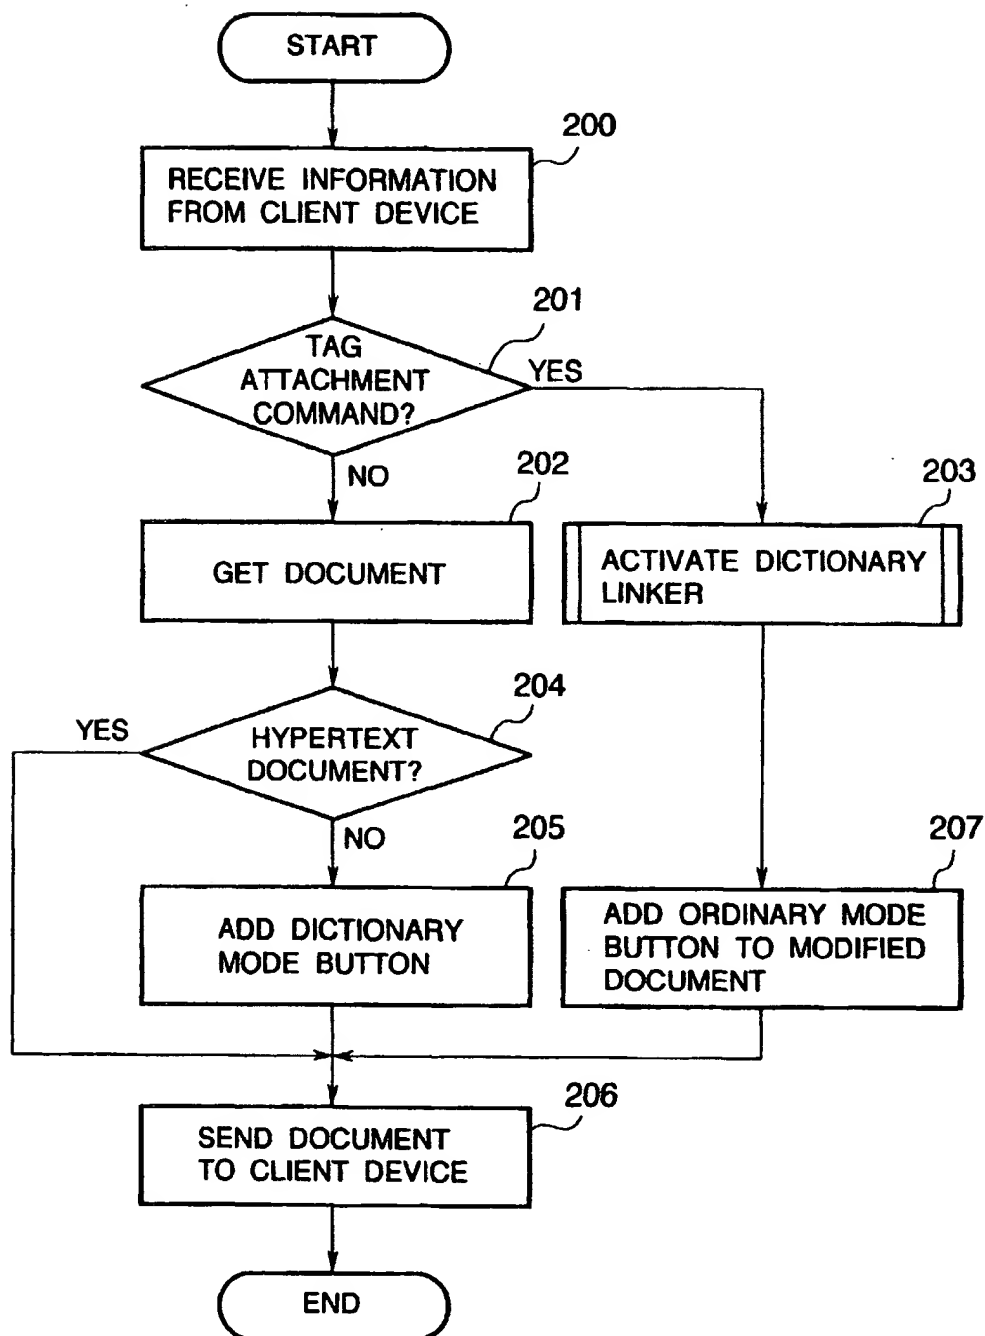 START
200
RECEIVE INFORMATION
FROM CLIENT DEVICE
201
TAG
ATTACHMENT
COMMAND?
YES
NO
202
203
GET DOCUMENT
ACTIVATE DICTIONARY
LINKER
204
YES
HYPERTEXT
DOCUMENT?
NO
205
207
ADD DICTIONARY
MODE BUTTON
ADD ORDINARY MODE
BUTTON TO MODIFIED
DOCUMENT
206
SEND DOCUMENT
TO CLIENT DEVICE
END